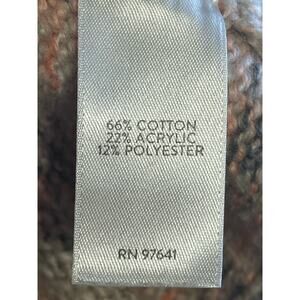 66% COTTON
22% ACRYLIC
12% POLYESTER
RN 97641